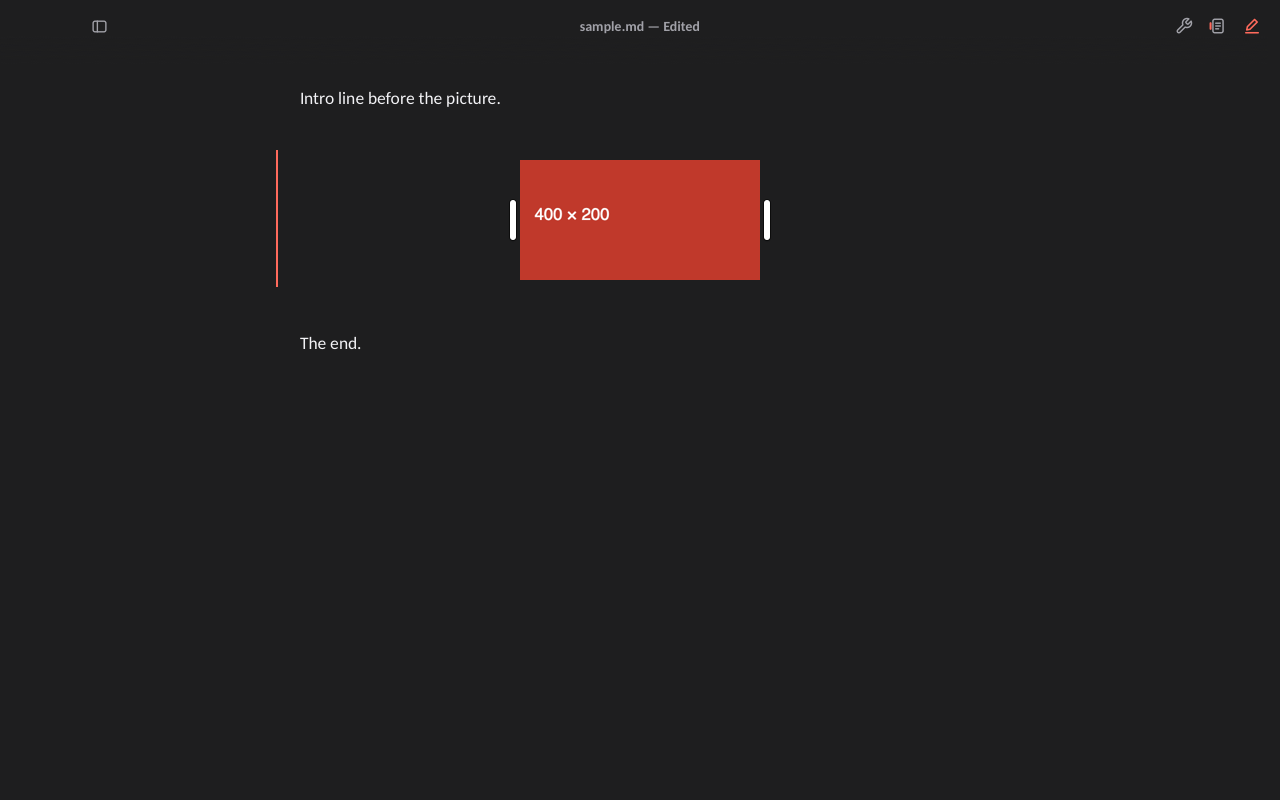 sample.md — Edited
Intro line before the picture.
400 × 200
The end.